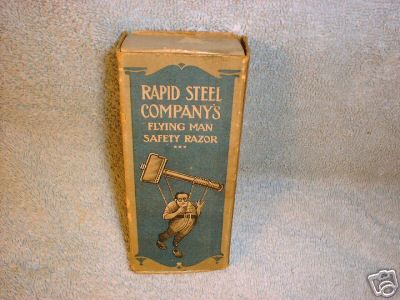 RAPID STEEL
COMPANY'S
FLYING MAN
SAFETY RAZOR